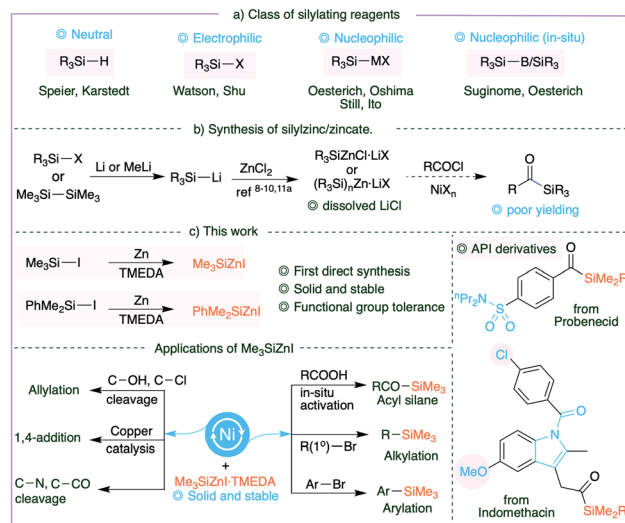 a) Class of silylating reagents
◎ Neutral
◎ Electrophilic
◎ Nucleophilic
◎ Nucleophilic (in-situ)
R₃Si—H
R₃Si—X
R₃Si—MX
R₃Si—B/SiR₃
Speier, Karstedt
Watson, Shu
Oesterich, Oshima
Still, Ito
Suginome, Oesterich
b) Synthesis of silylzinc/zincate.
R₃Si—X
or
Me₃Si—SiMe₃
Li or MeLi
R₃Si—Li
ZnCl₂
ref ⁸⁻¹⁰,¹¹ᵃ
R₃SiZnCl·LiX
or
(R₃Si)ₙZn·LiX
◎ dissolved LiCl
RCOCl
NiXₙ
O
R
SiR₃
◎ poor yielding
c) This work
Me₃Si—I
Zn
TMEDA
Me₃SiZnI
PhMe₂Si—I
Zn
TMEDA
PhMe₂SiZnI
◎ First direct synthesis
◎ Solid and stable
◎ Functional group tolerance
◎ API derivatives
O
SiMe₂R
ⁿPr₂N
S
O O
from
Probenecid
Applications of Me₃SiZnI
Allylation
C—OH, C—Cl
cleavage
1,4-addition
Copper
catalysis
C—N, C—CO
cleavage
Ni
+
Me₃SiZnI·TMEDA
◎ Solid and stable
RCOOH
in-situ
activation
RCO—SiMe₃
Acyl silane
R(1º)—Br
R—SiMe₃
Alkylation
Ar—Br
Ar—SiMe₃
Arylation
Cl
O
N
MeO
O
SiMe₂R
from
Indomethacin